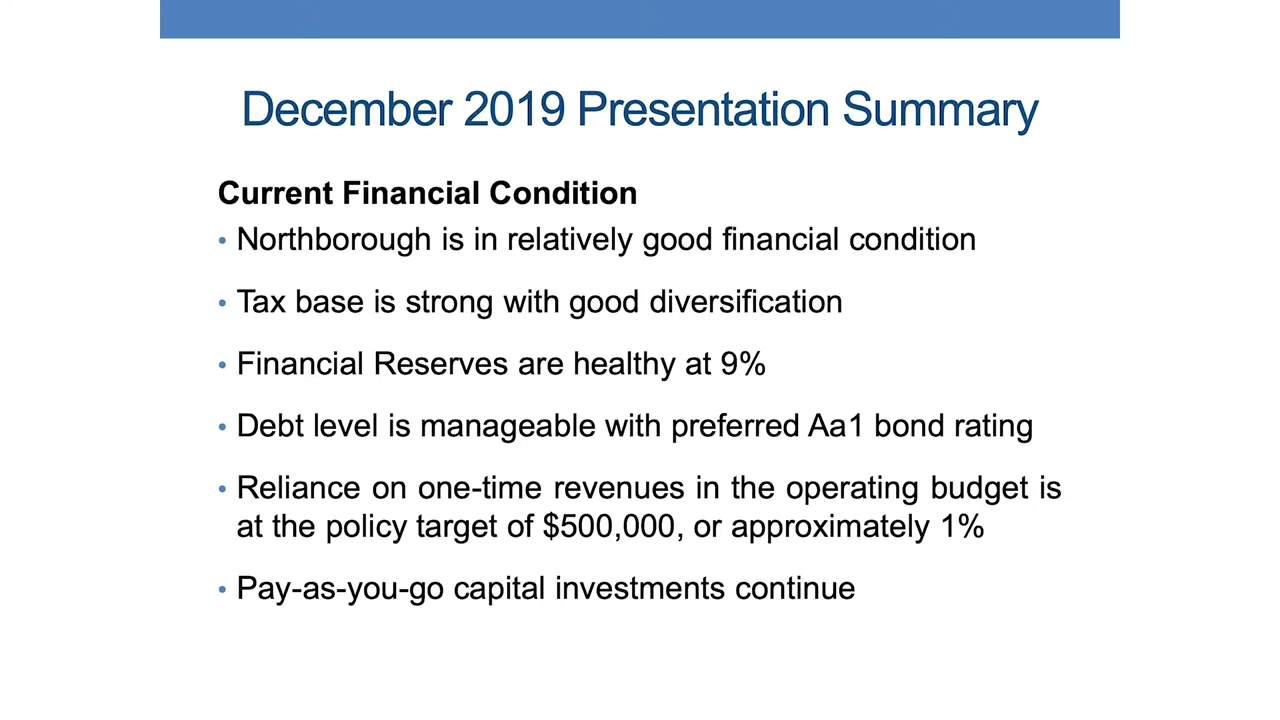 December 2019 Presentation Summary
Current Financial Condition
• Northborough is in relatively good financial condition
• Tax base is strong with good diversification
• Financial Reserves are healthy at 9%
• Debt level is manageable with preferred Aa1 bond rating
• Reliance on one-time revenues in the operating budget is
at the policy target of $500,000, or approximately 1%
• Pay-as-you-go capital investments continue